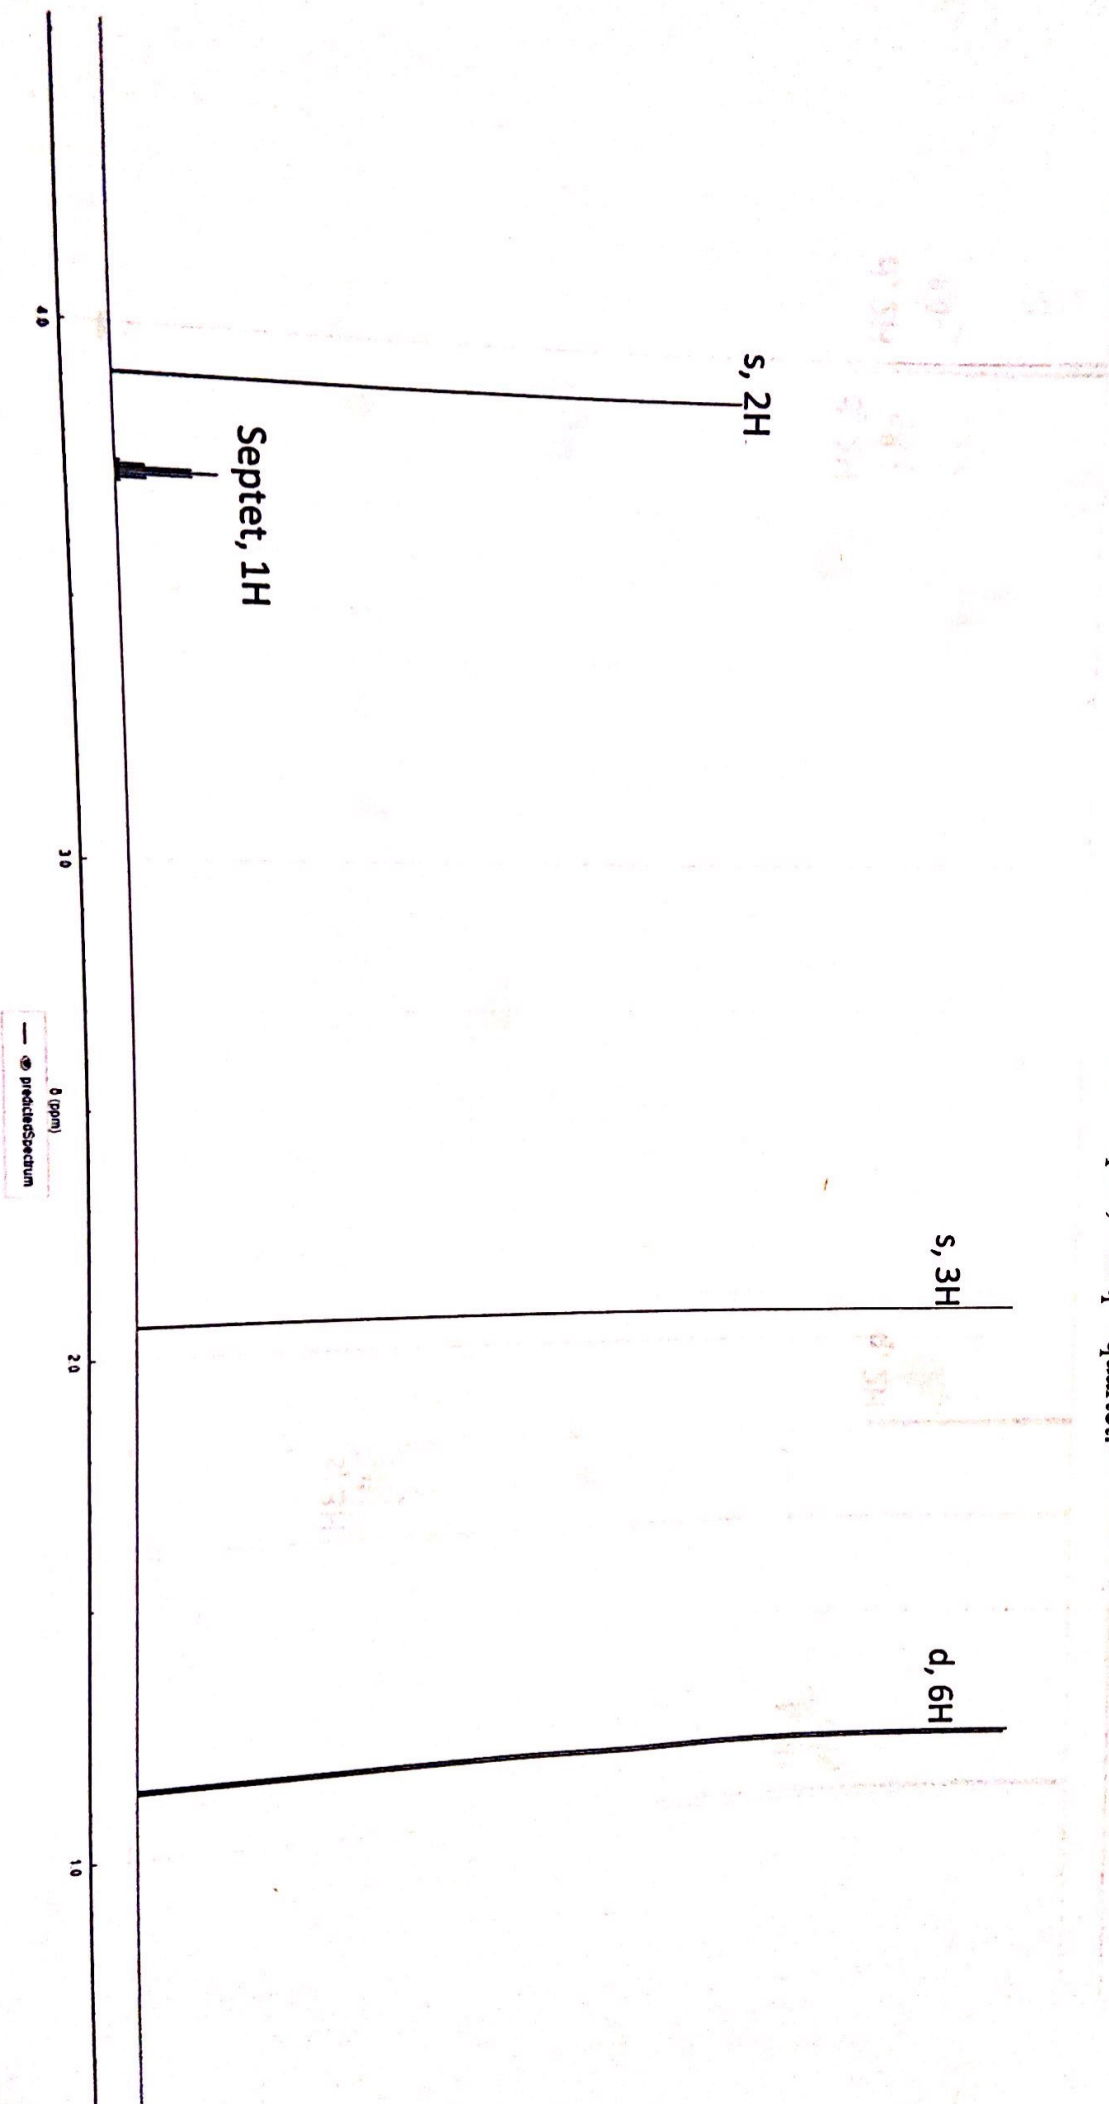 s, 2H
Septet, 1H
s, 3H
d, 6H
4.0
3.0
2.0
1.0
δ (ppm)
predictedSpectrum